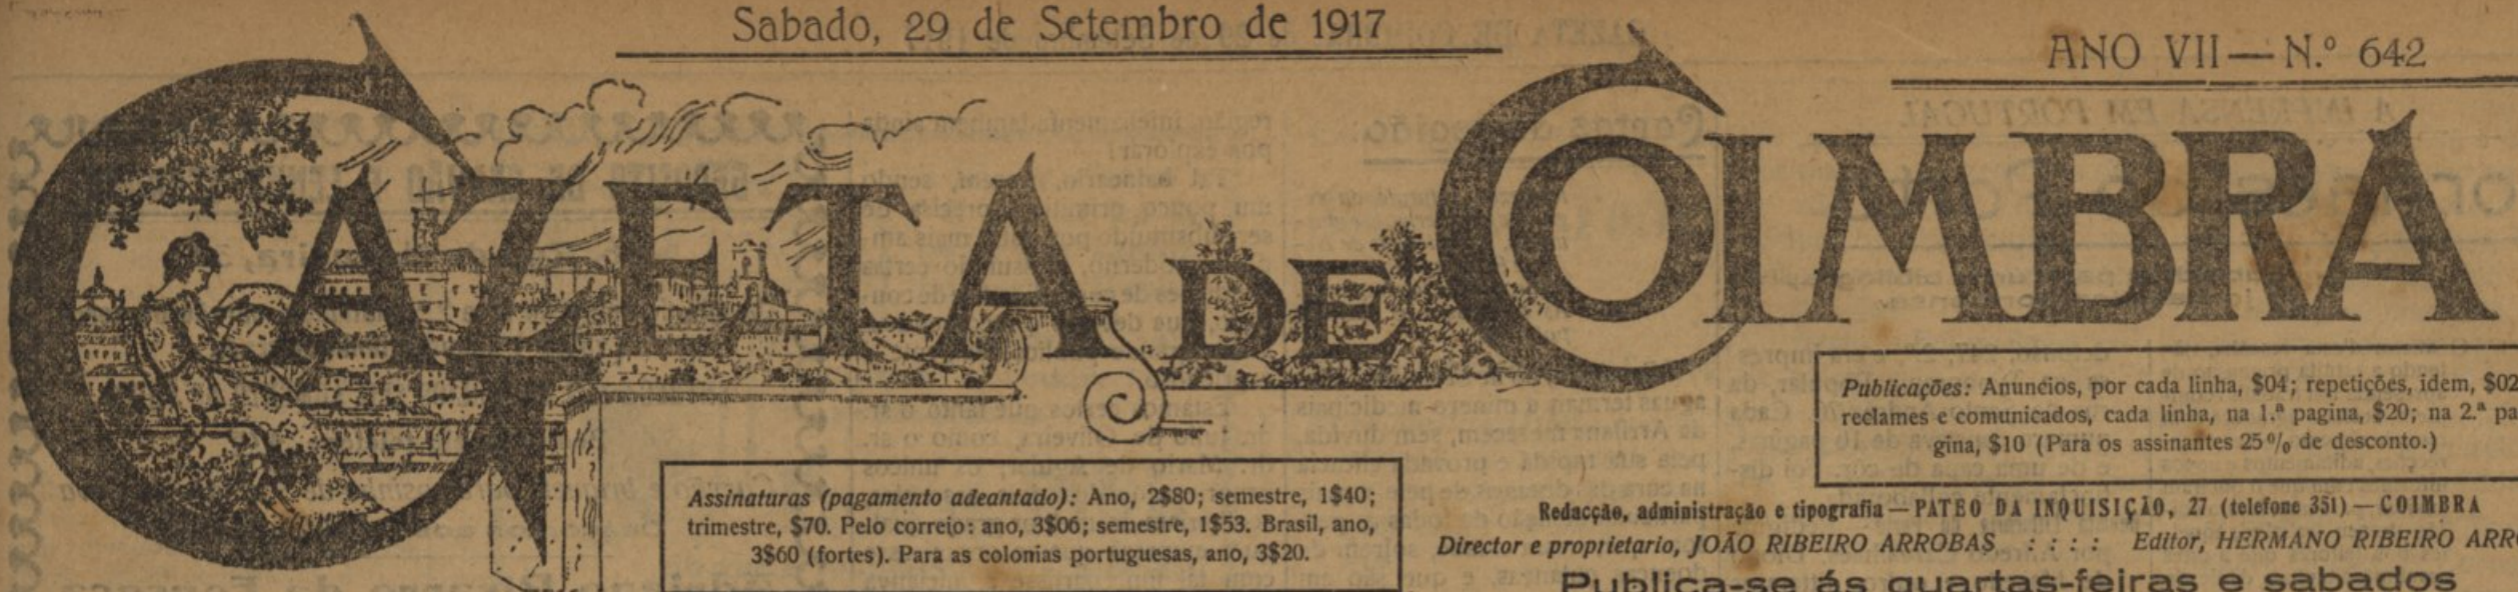 Sabado, 29 de Setembro de 1917
ANO VII — N.º 642
GAZETA DE COIMBRA
Publicações: Anuncios, por cada linha, $04; repetições, idem, $02
reclames e comunicados, cada linha, na 1.ª pagina, $20; na 2.ª pa-
gina, $10 (Para os assinantes 25 % de desconto.)
Assinaturas (pagamento adeantado): Ano, 2$80; semestre, 1$40;
trimestre, $70. Pelo correio: ano, 3$06; semestre, 1$53. Brasil, ano,
3$60 (fortes). Para as colonias portuguesas, ano, 3$20.
Redacção, administração e tipografia — PATEO DA INQUISIÇÃO, 27 (telefone 351) — COIMBRA
Director e proprietario, JOÃO RIBEIRO ARROBAS : : : : Editor, HERMANO RIBEIRO ARRO
Publica-se ás quartas-feiras e sabados